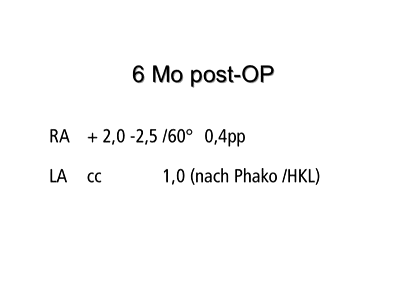 6 Mo post-OP
RA + 2,0 -2,5 /60° 0,4pp
LA cc 1,0 (nach Phako /HKL)